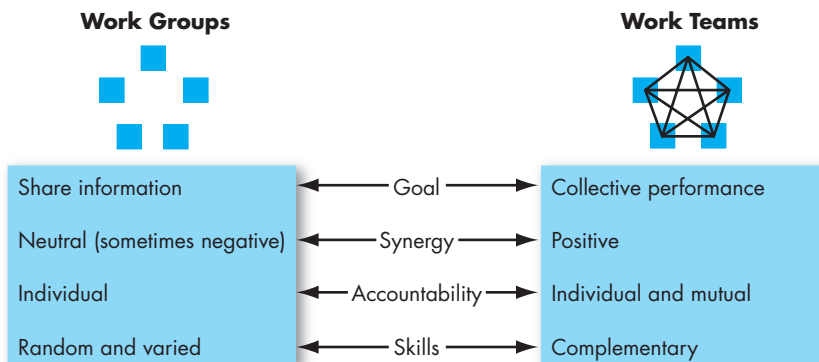 Work Groups
Work Teams
Share information
Goal
Collective performance
Neutral (sometimes negative)
Synergy
Positive
Individual
Accountability
Individual and mutual
Random and varied
Skills
Complementary